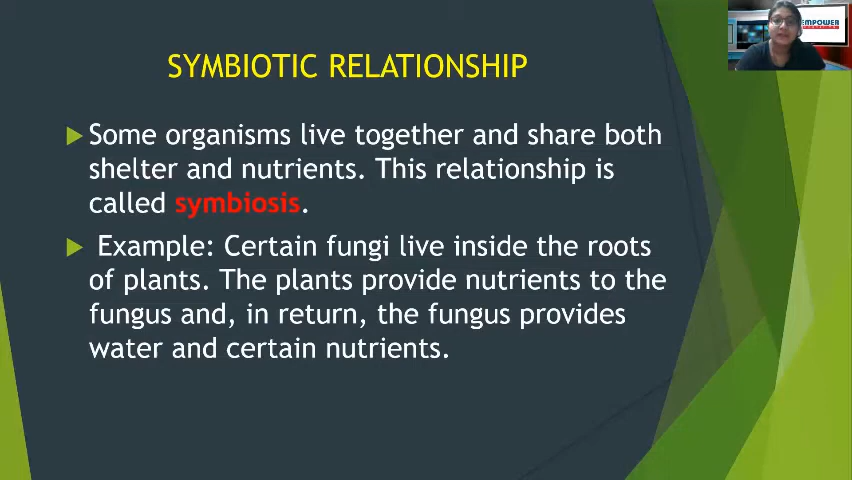 EMPOWER
SYMBIOTIC RELATIONSHIP
Some organisms live together and share both
shelter and nutrients. This relationship is
called symbiosis.
Example: Certain fungi live inside the roots
of plants. The plants provide nutrients to the
fungus and, in return, the fungus provides
water and certain nutrients.